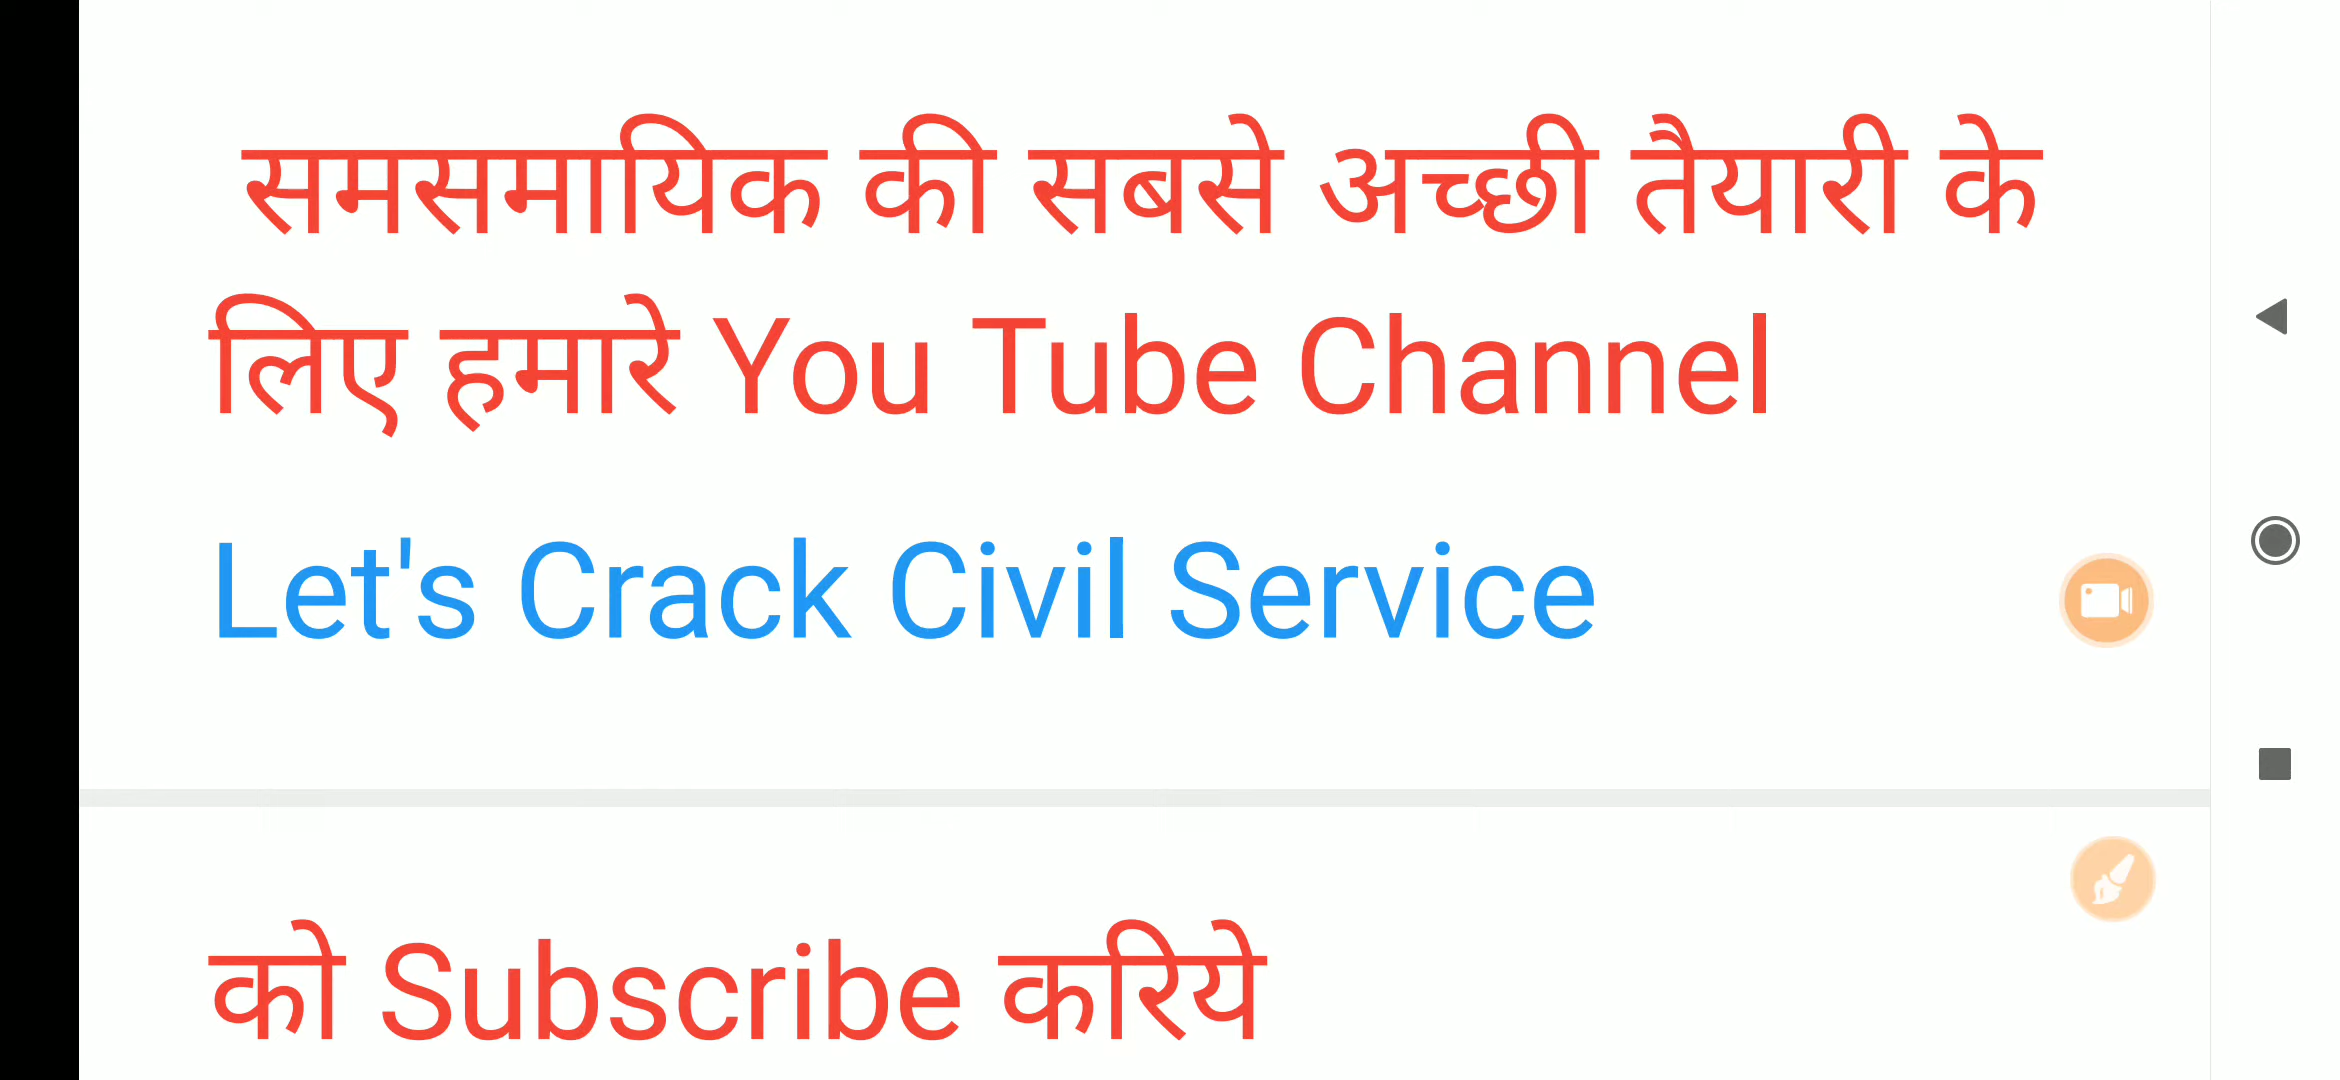 समसमायिक की सबसे अच्छी तैयारी के
लिए हमारे You Tube Channel
Let's Crack Civil Service
को Subscribe करिये